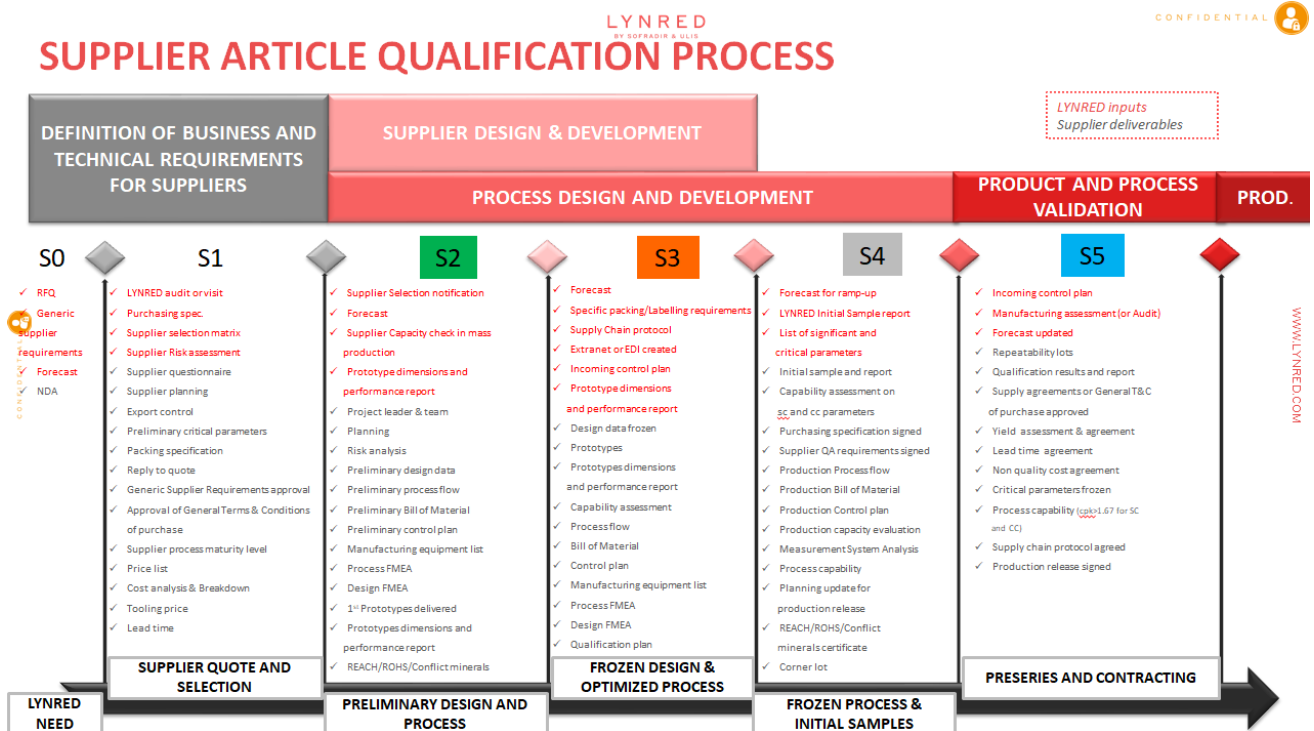 LYNRED
BY SOFRADIR & ULIS
CONFIDENTIAL
SUPPLIER ARTICLE QUALIFICATION PROCESS
LYNRED inputs
Supplier deliverables
DEFINITION OF BUSINESS AND
TECHNICAL REQUIREMENTS
FOR SUPPLIERS
SUPPLIER DESIGN & DEVELOPMENT
PROCESS DESIGN AND DEVELOPMENT
PRODUCT AND PROCESS
VALIDATION
PROD.
S0
RFQ
Generic
supplier
requirements
Forecast
NDA
S1
LYNRED audit or visit
Purchasing spec.
Supplier selection matrix
Supplier Risk assessment
Supplier questionnaire
Supplier planning
Export control
Preliminary critical parameters
Packing specification
Reply to quote
Generic Supplier Requirements approval
Approval of General Terms & Conditions
of purchase
Supplier process maturity level
Price list
Cost analysis & Breakdown
Tooling price
Lead time
S2
Supplier Selection notification
Forecast
Supplier Capacity check in mass
production
Prototype dimensions and
performance report
Project leader & team
Planning
Risk analysis
Preliminary design data
Preliminary process flow
Preliminary Bill of Material
Preliminary control plan
Manufacturing equipment list
Process FMEA
Design FMEA
1st Prototypes delivered
Prototypes dimensions and
performance report
REACH/ROHS/Conflict minerals
S3
Forecast
Specific packing/Labelling requirements
Supply Chain protocol
Extranet or EDI created
Incoming control plan
Prototype dimensions
and performance report
Design data frozen
Prototypes
Prototypes dimensions
and performance report
Capability assessment
Process flow
Bill of Material
Control plan
Manufacturing equipment list
Process FMEA
Design FMEA
Qualification plan
S4
Forecast for ramp-up
LYNRED Initial Sample report
List of significant and
critical parameters
Initial sample and report
Capability assessment on
sc and cc parameters
Purchasing specification signed
Supplier QA requirements signed
Production Process flow
Production Bill of Material
Production Control plan
Production capacity evaluation
Measurement System Analysis
Process capability
Planning update for
production release
REACH/ROHS/Conflict
minerals certificate
Corner lot
S5
Incoming control plan
Manufacturing assessment (or Audit)
Forecast updated
Repeatability lots
Qualification results and report
Supply agreements or General T&C
of purchase approved
Yield assessment & agreement
Lead time agreement
Non quality cost agreement
Critical parameters frozen
Process capability (cpk>1.67 for SC
and CC)
Supply chain protocol agreed
Production release signed
CONFIDENTIAL
WWW.LYNRED.COM
LYNRED
NEED
SUPPLIER QUOTE AND
SELECTION
PRELIMINARY DESIGN AND
PROCESS
FROZEN DESIGN &
OPTIMIZED PROCESS
FROZEN PROCESS &
INITIAL SAMPLES
PRESERIES AND CONTRACTING